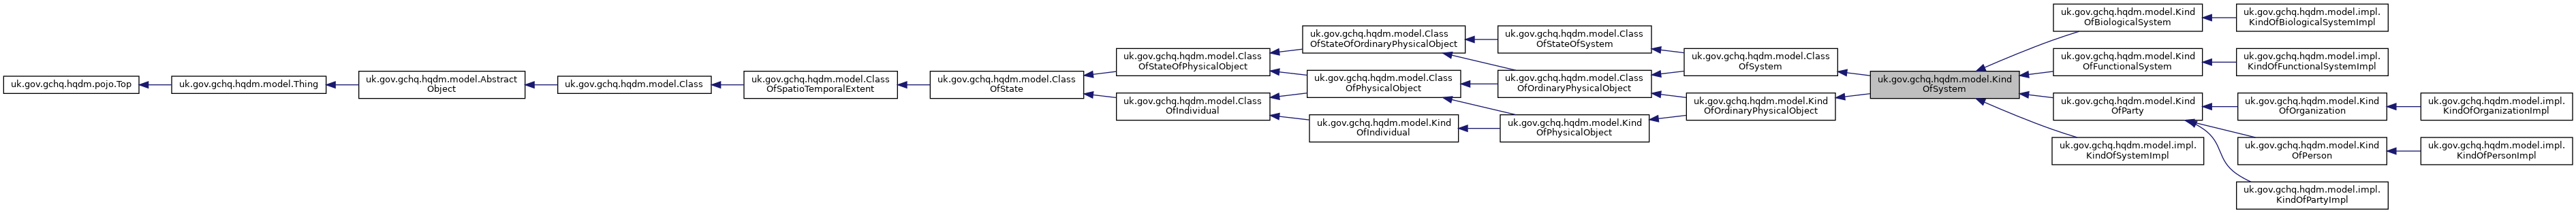 uk.gov.gchq.hqdm.pojo.Top
uk.gov.gchq.hqdm.model.Thing
uk.gov.gchq.hqdm.model.Abstract
Object
uk.gov.gchq.hqdm.model.Class
uk.gov.gchq.hqdm.model.Class
OfSpatioTemporalExtent
uk.gov.gchq.hqdm.model.Class
OfState
uk.gov.gchq.hqdm.model.Class
OfStateOfPhysicalObject
uk.gov.gchq.hqdm.model.Class
OfIndividual
uk.gov.gchq.hqdm.model.Class
OfStateOfOrdinaryPhysicalObject
uk.gov.gchq.hqdm.model.Class
OfPhysicalObject
uk.gov.gchq.hqdm.model.Kind
OfIndividual
uk.gov.gchq.hqdm.model.Class
OfStateOfSystem
uk.gov.gchq.hqdm.model.Class
OfOrdinaryPhysicalObject
uk.gov.gchq.hqdm.model.Kind
OfPhysicalObject
uk.gov.gchq.hqdm.model.Class
OfSystem
uk.gov.gchq.hqdm.model.Kind
OfOrdinaryPhysicalObject
uk.gov.gchq.hqdm.model.Kind
OfSystem
uk.gov.gchq.hqdm.model.Kind
OfBiologicalSystem
uk.gov.gchq.hqdm.model.Kind
OfFunctionalSystem
uk.gov.gchq.hqdm.model.Kind
OfParty
uk.gov.gchq.hqdm.model.impl.
KindOfSystemImpl
uk.gov.gchq.hqdm.model.impl.
KindOfBiologicalSystemImpl
uk.gov.gchq.hqdm.model.impl.
KindOfFunctionalSystemImpl
uk.gov.gchq.hqdm.model.Kind
OfOrganization
uk.gov.gchq.hqdm.model.Kind
OfPerson
uk.gov.gchq.hqdm.model.impl.
KindOfPartyImpl
uk.gov.gchq.hqdm.model.impl.
KindOfOrganizationImpl
uk.gov.gchq.hqdm.model.impl.
KindOfPersonImpl